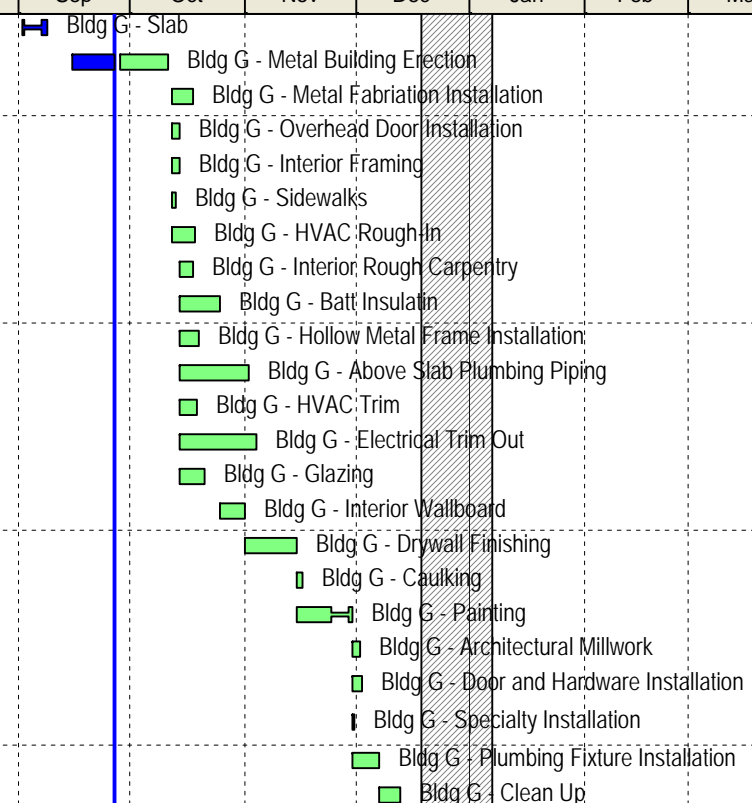 Sep Oct Nov Dec Jan Feb
Bldg G - Slab
Bldg G - Metal Building Erection
Bldg G - Metal Fabriation Installation
Bldg G - Overhead Door Installation
Bldg G - Interior Framing
Bldg G - Sidewalks
Bldg G - HVAC Rough-In
Bldg G - Interior Rough Carpentry
Bldg G - Batt Insulatin
Bldg G - Hollow Metal Frame Installation
Bldg G - Above Slab Plumbing Piping
Bldg G - HVAC Trim
Bldg G - Electrical Trim Out
Bldg G - Glazing
Bldg G - Interior Wallboard
Bldg G - Drywall Finishing
Bldg G - Caulking
Bldg G - Painting
Bldg G - Architectural Millwork
Bldg G - Door and Hardware Installation
Bldg G - Specialty Installation
Bldg G - Plumbing Fixture Installation
Bldg G - Clean Up